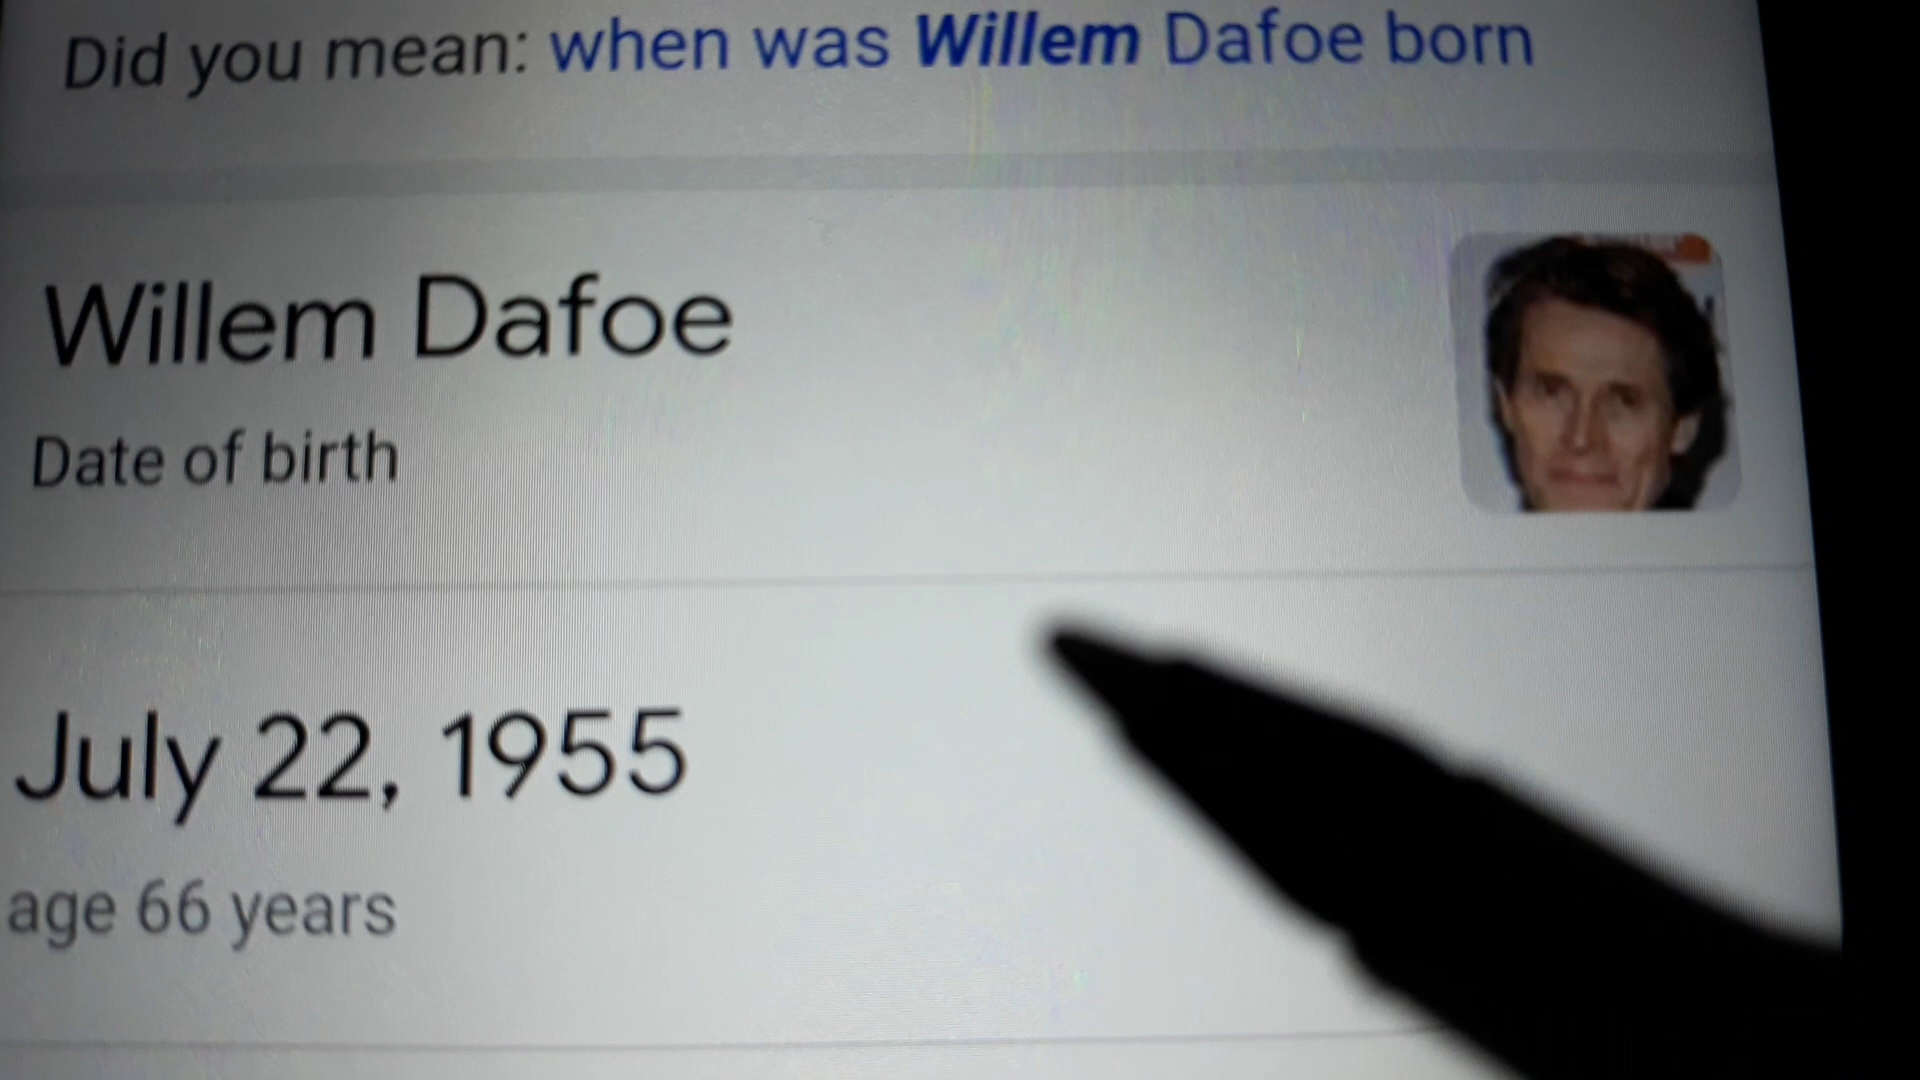 Did you mean: when was Willem Dafoe born
Willem Dafoe
Date of birth
July 22, 1955
age 66 years